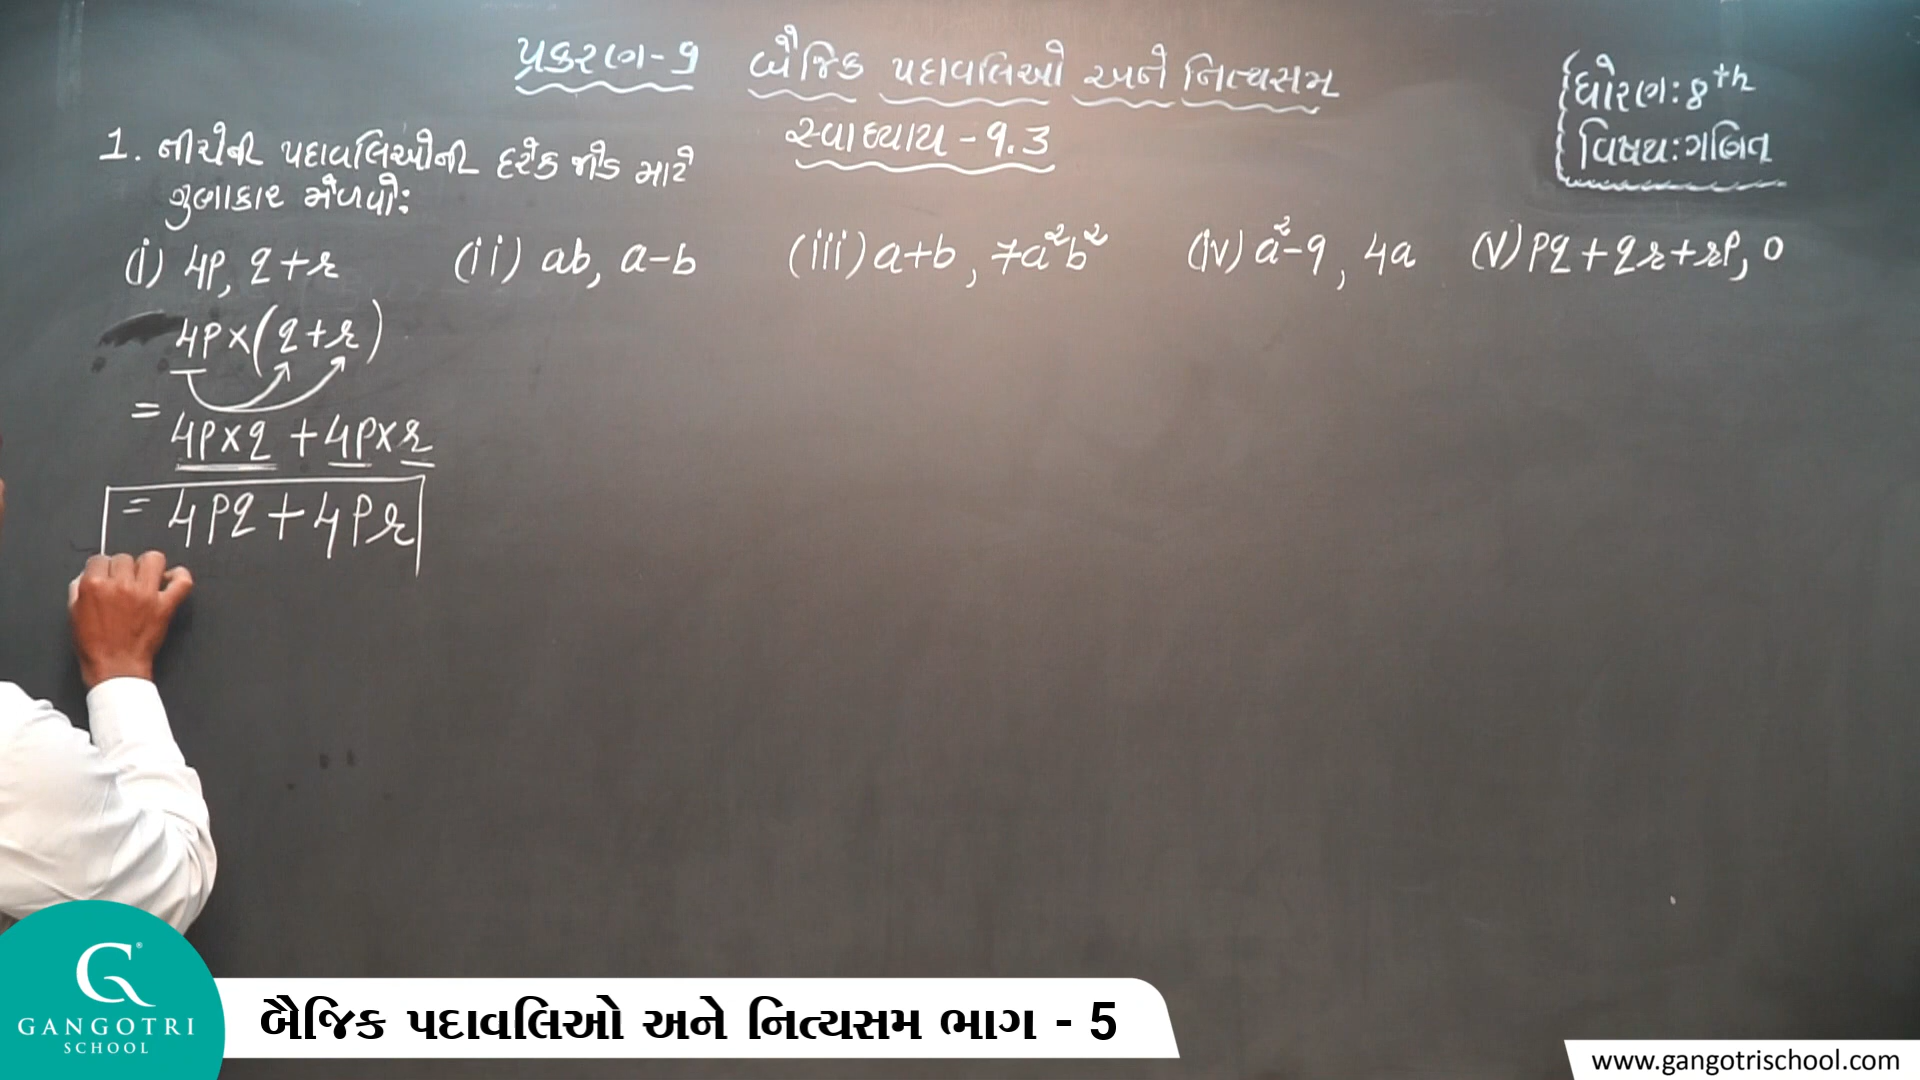 પ્રકરણ-9 બૈજિક પદાવલિઓ અને નિત્યસમ
ધોરણ: 8th
વિષય: ગણિત
સ્વાધ્યાય - 9.3
1. નીચેની પદાવલિઓની દરેક જોડ માટે
ગુણાકાર મેળવો:
(i) 4p, q+r (ii) ab, a-b (iii) a+b, 7a²b² (iv) a²-9, 4a (v) pq+qr+rp, 0
4p×(q+r)
= 4p×q + 4p×r
= 4pq + 4pr
G®
GANGOTRI
SCHOOL
બૈજિક પદાવલિઓ અને નિત્યસમ ભાગ - 5
www.gangotrischool.com